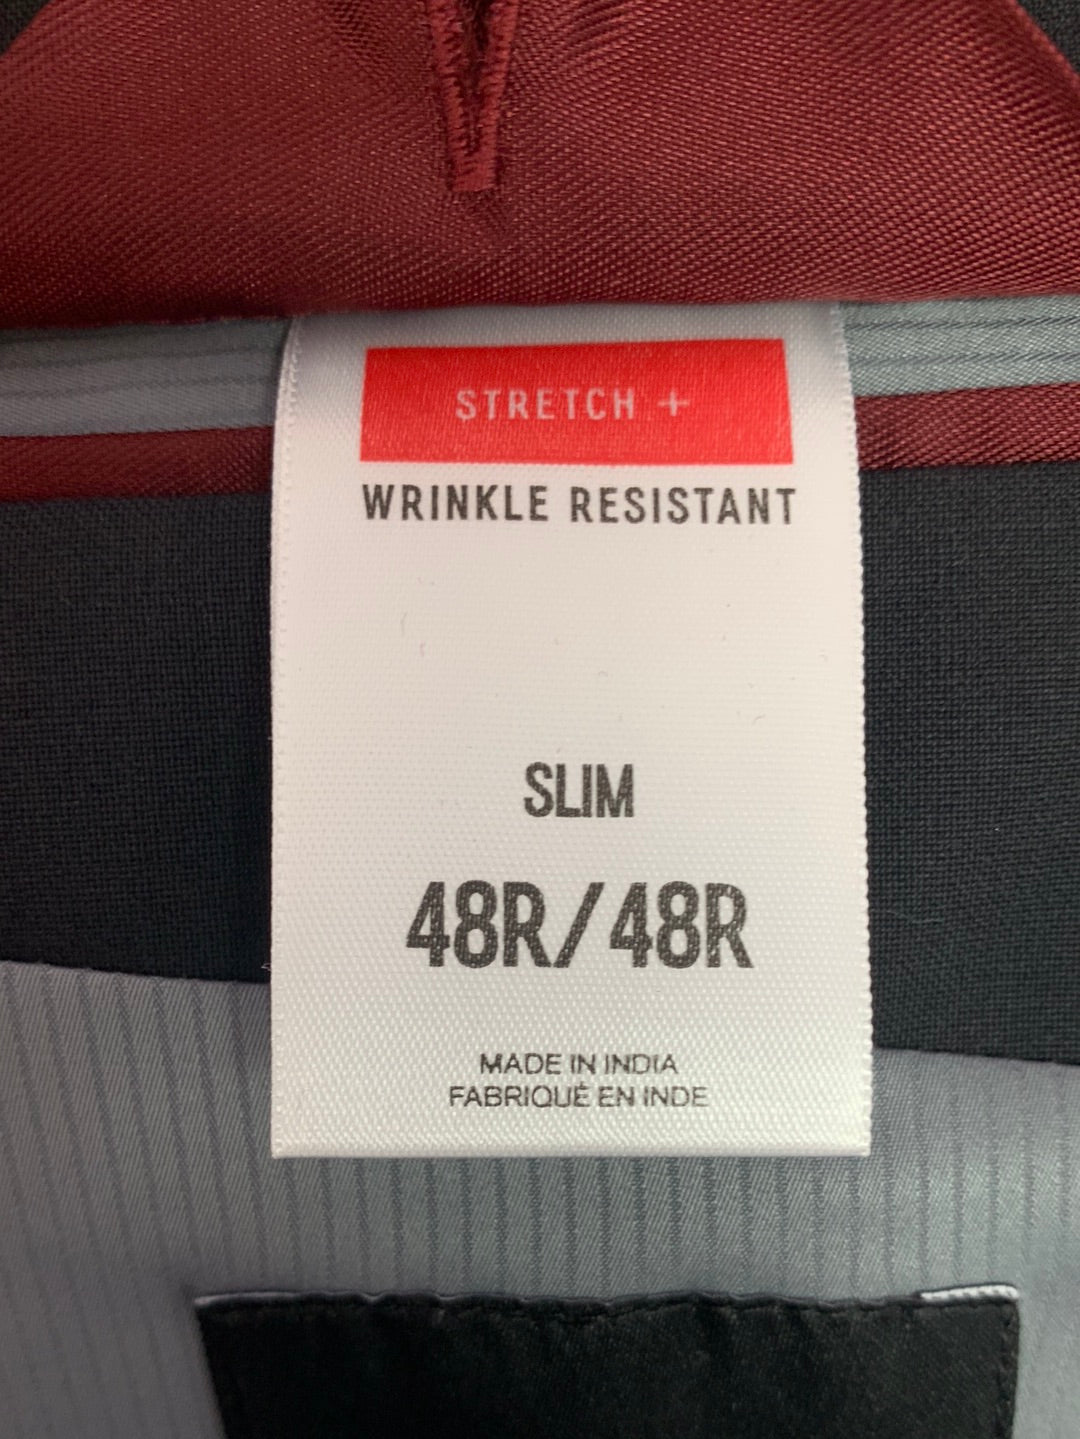 STRETCH +
WRINKLE RESISTANT
SLIM
48R/48R
MADE IN INDIA
FABRIQUÉ EN INDE